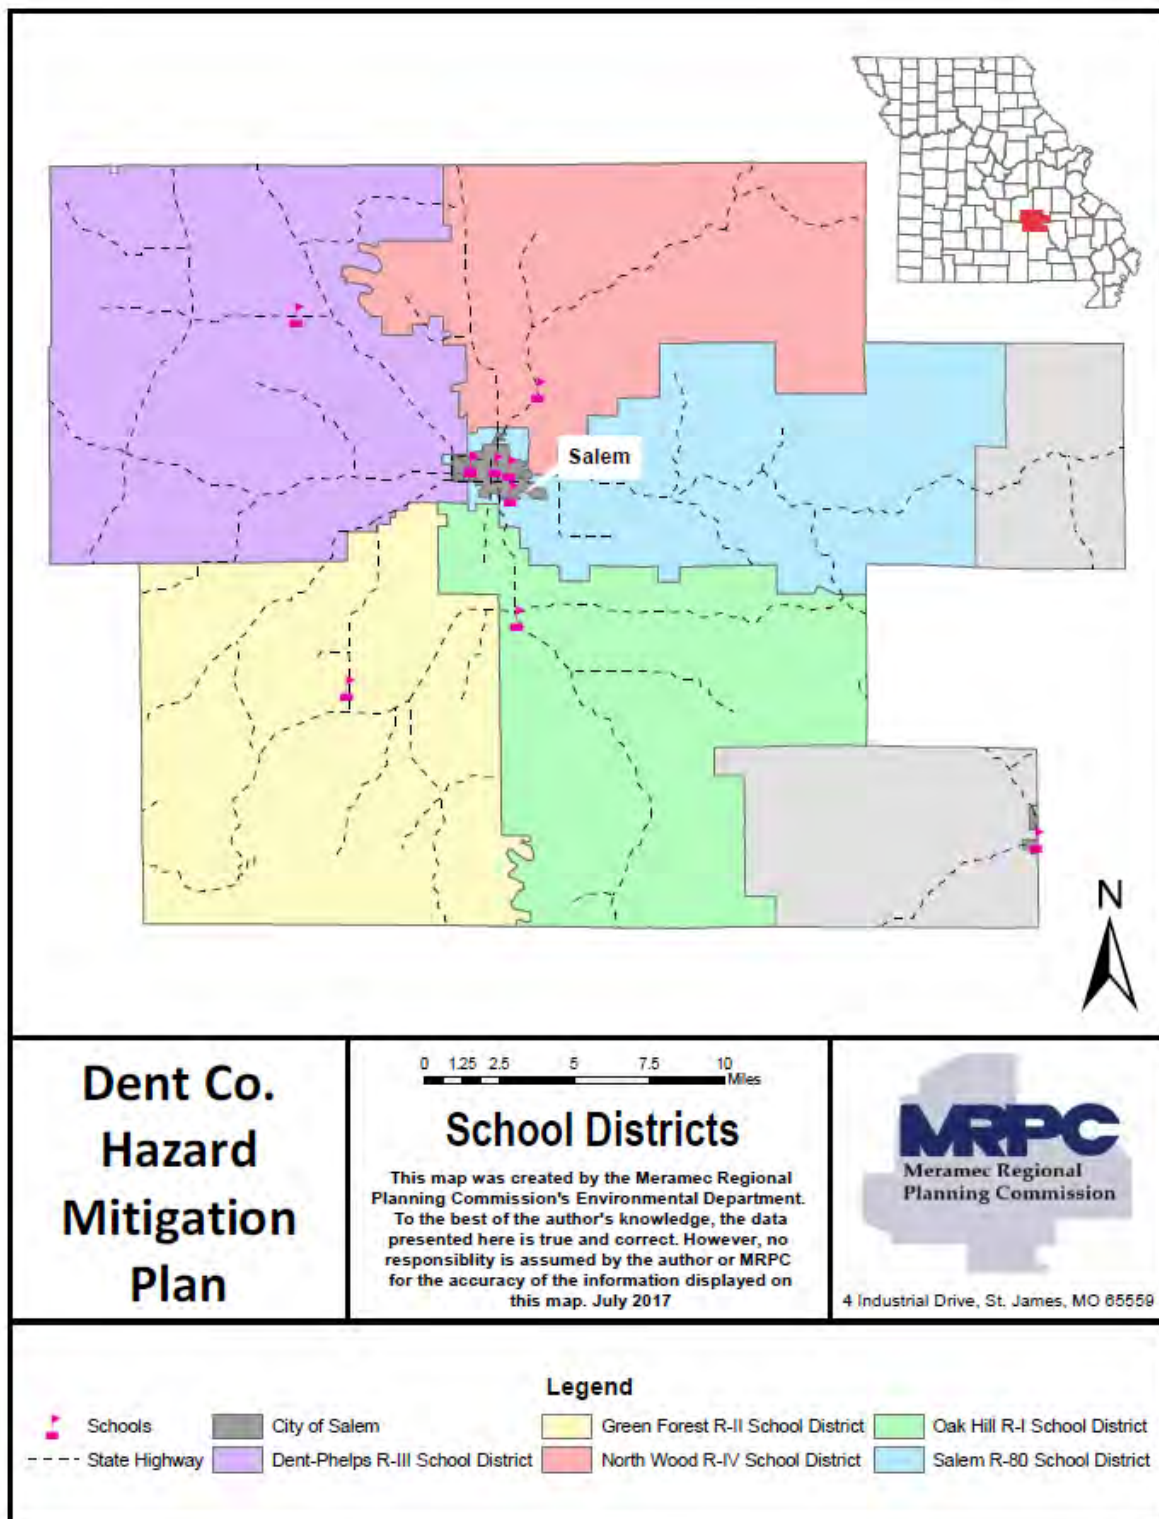 Salem
N
Dent Co.
Hazard
Mitigation
Plan
0 1.25 2.5 5 7.5 10
Miles
School Districts
This map was created by the Meramec Regional
Planning Commission's Environmental Department.
To the best of the author's knowledge, the data
presented here is true and correct. However, no
responsiblity is assumed by the author or MRPC
for the accuracy of the information displayed on
this map. July 2017
MRPC
Meramec Regional
Planning Commission
4 Industrial Drive, St. James, MO 65559
Legend
Schools
State Highway
City of Salem
Dent-Phelps R-III School District
Green Forest R-II School District
North Wood R-IV School District
Oak Hill R-I School District
Salem R-80 School District